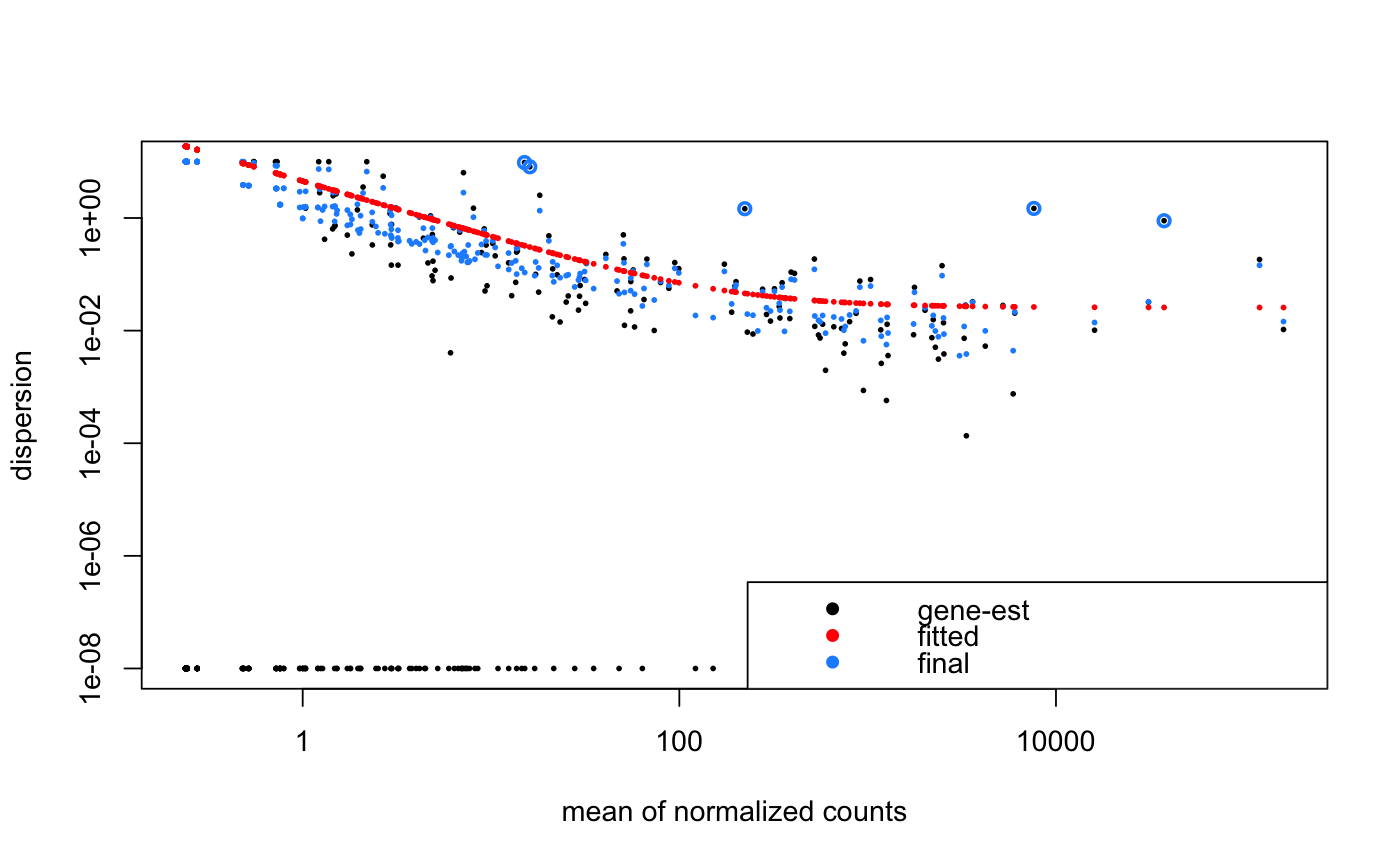 dispersion
1e+00
1e-02
1e-04
1e-06
1e-08
gene-est
fitted
final
1
100
10000
mean of normalized counts